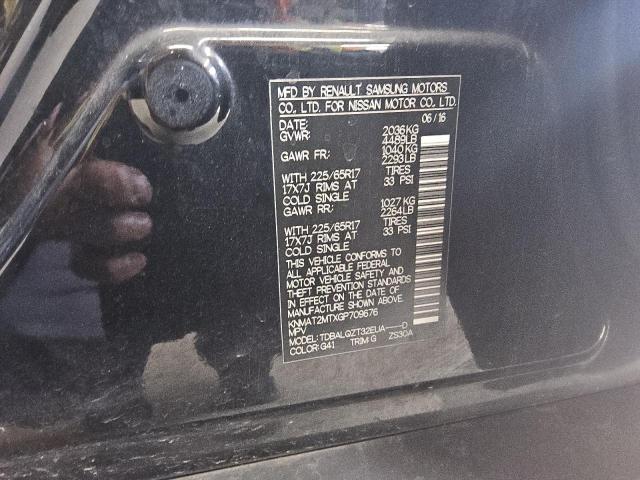 MFD BY RENAULT SAMSUNG MOTORS
CO., LTD. FOR NISSAN MOTOR CO., LTD.
DATE: 06/16
GVWR: 2036KG
4489LB
GAWR FR: 1040KG
2293LB
WITH 225/65R17 TIRES
17X7J RIMS AT 33 PSI
COLD SINGLE
GAWR RR: 1027KG
2264LB
WITH 225/65R17 TIRES
17X7J RIMS AT 33 PSI
COLD SINGLE
THIS VEHICLE CONFORMS TO
ALL APPLICABLE FEDERAL
MOTOR VEHICLE SAFETY AND
THEFT PREVENTION STANDARDS
IN EFFECT ON THE DATE OF
MANUFACTURE SHOWN ABOVE.
KNMAT2MTXGP709676
MPV
MODEL: TDBALQZT32EUA----D
COLOR: G41 TRIM: G ZS30A